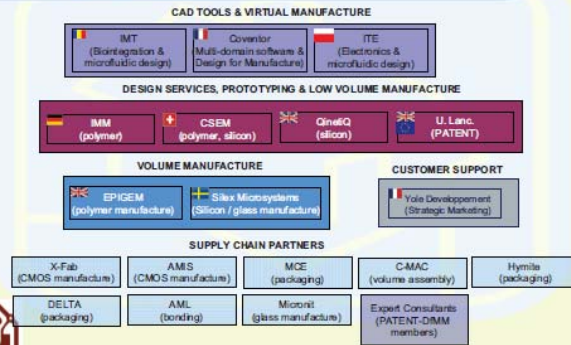 CAD TOOLS & VIRTUAL MANUFACTURE
IMT
(Biointegration &
microfluidic design)
Coventor
(Multi-domain software &
Design for Manufacture)
ITE
(Electronics &
microfluidic design)
DESIGN SERVICES, PROTOTYPING & LOW VOLUME MANUFACTURE
IMM
(polymer)
CSEM
(polymer, silicon)
QinetiQ
(silicon)
U. Lanc.
(PATENT)
VOLUME MANUFACTURE
EPIGEM
(polymer manufacture)
Silex Microsystems
(Silicon / glass manufacture)
CUSTOMER SUPPORT
Yole Developpement
(Strategic Marketing)
SUPPLY CHAIN PARTNERS
X-Fab
(CMOS manufacture)
AMIS
(CMOS manufacture)
MCE
(packaging)
C-MAC
(volume assembly)
Hymite
(packaging)
DELTA
(packaging)
AML
(bonding)
Micronit
(glass manufacture)
Expert Consultants
(PATENT-DfMM
members)